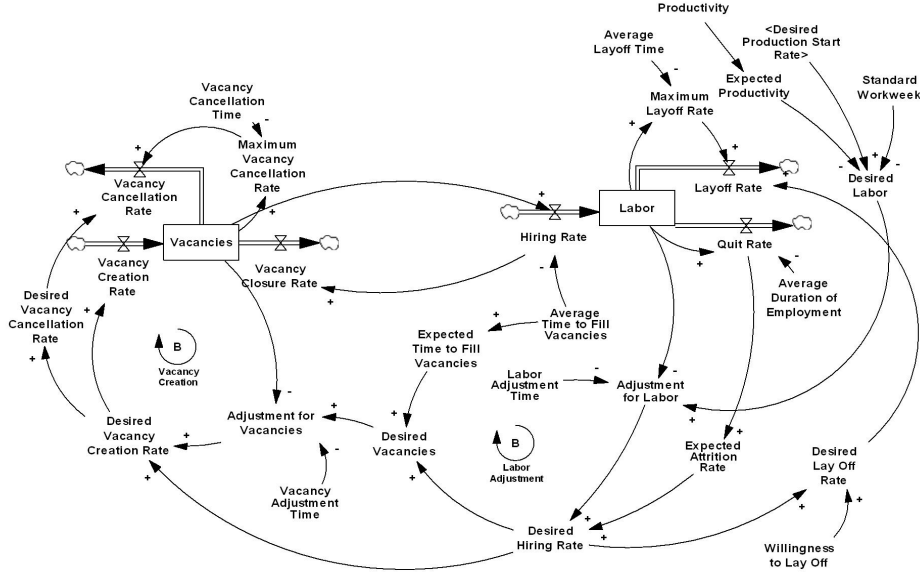 Productivity
Average
Layoff Time
<Desired
Production Start
Rate>
Expected
Productivity
Standard
Workweek
Vacancy
Cancellation
Time
Maximum
Layoff Rate
Maximum
Vacancy
Cancellation
Rate
Vacancy
Cancellation
Rate
Layoff Rate
Desired
Labor
Vacancies
Labor
Hiring Rate
Quit Rate
Vacancy
Creation
Rate
Vacancy
Closure Rate
Average
Duration of
Employment
Desired
Vacancy
Cancellation
Rate
Average
Time to Fill
Vacancies
Expected
Time to Fill
Vacancies
B
Vacancy
Creation
Labor
Adjustment
Time
Adjustment
for Labor
Desired
Vacancy
Creation Rate
Adjustment for
Vacancies
Desired
Vacancies
B
Labor
Adjustment
Expected
Attrition
Rate
Desired
Lay Off
Rate
Vacancy
Adjustment
Time
Desired
Hiring Rate
Willingness
to Lay Off